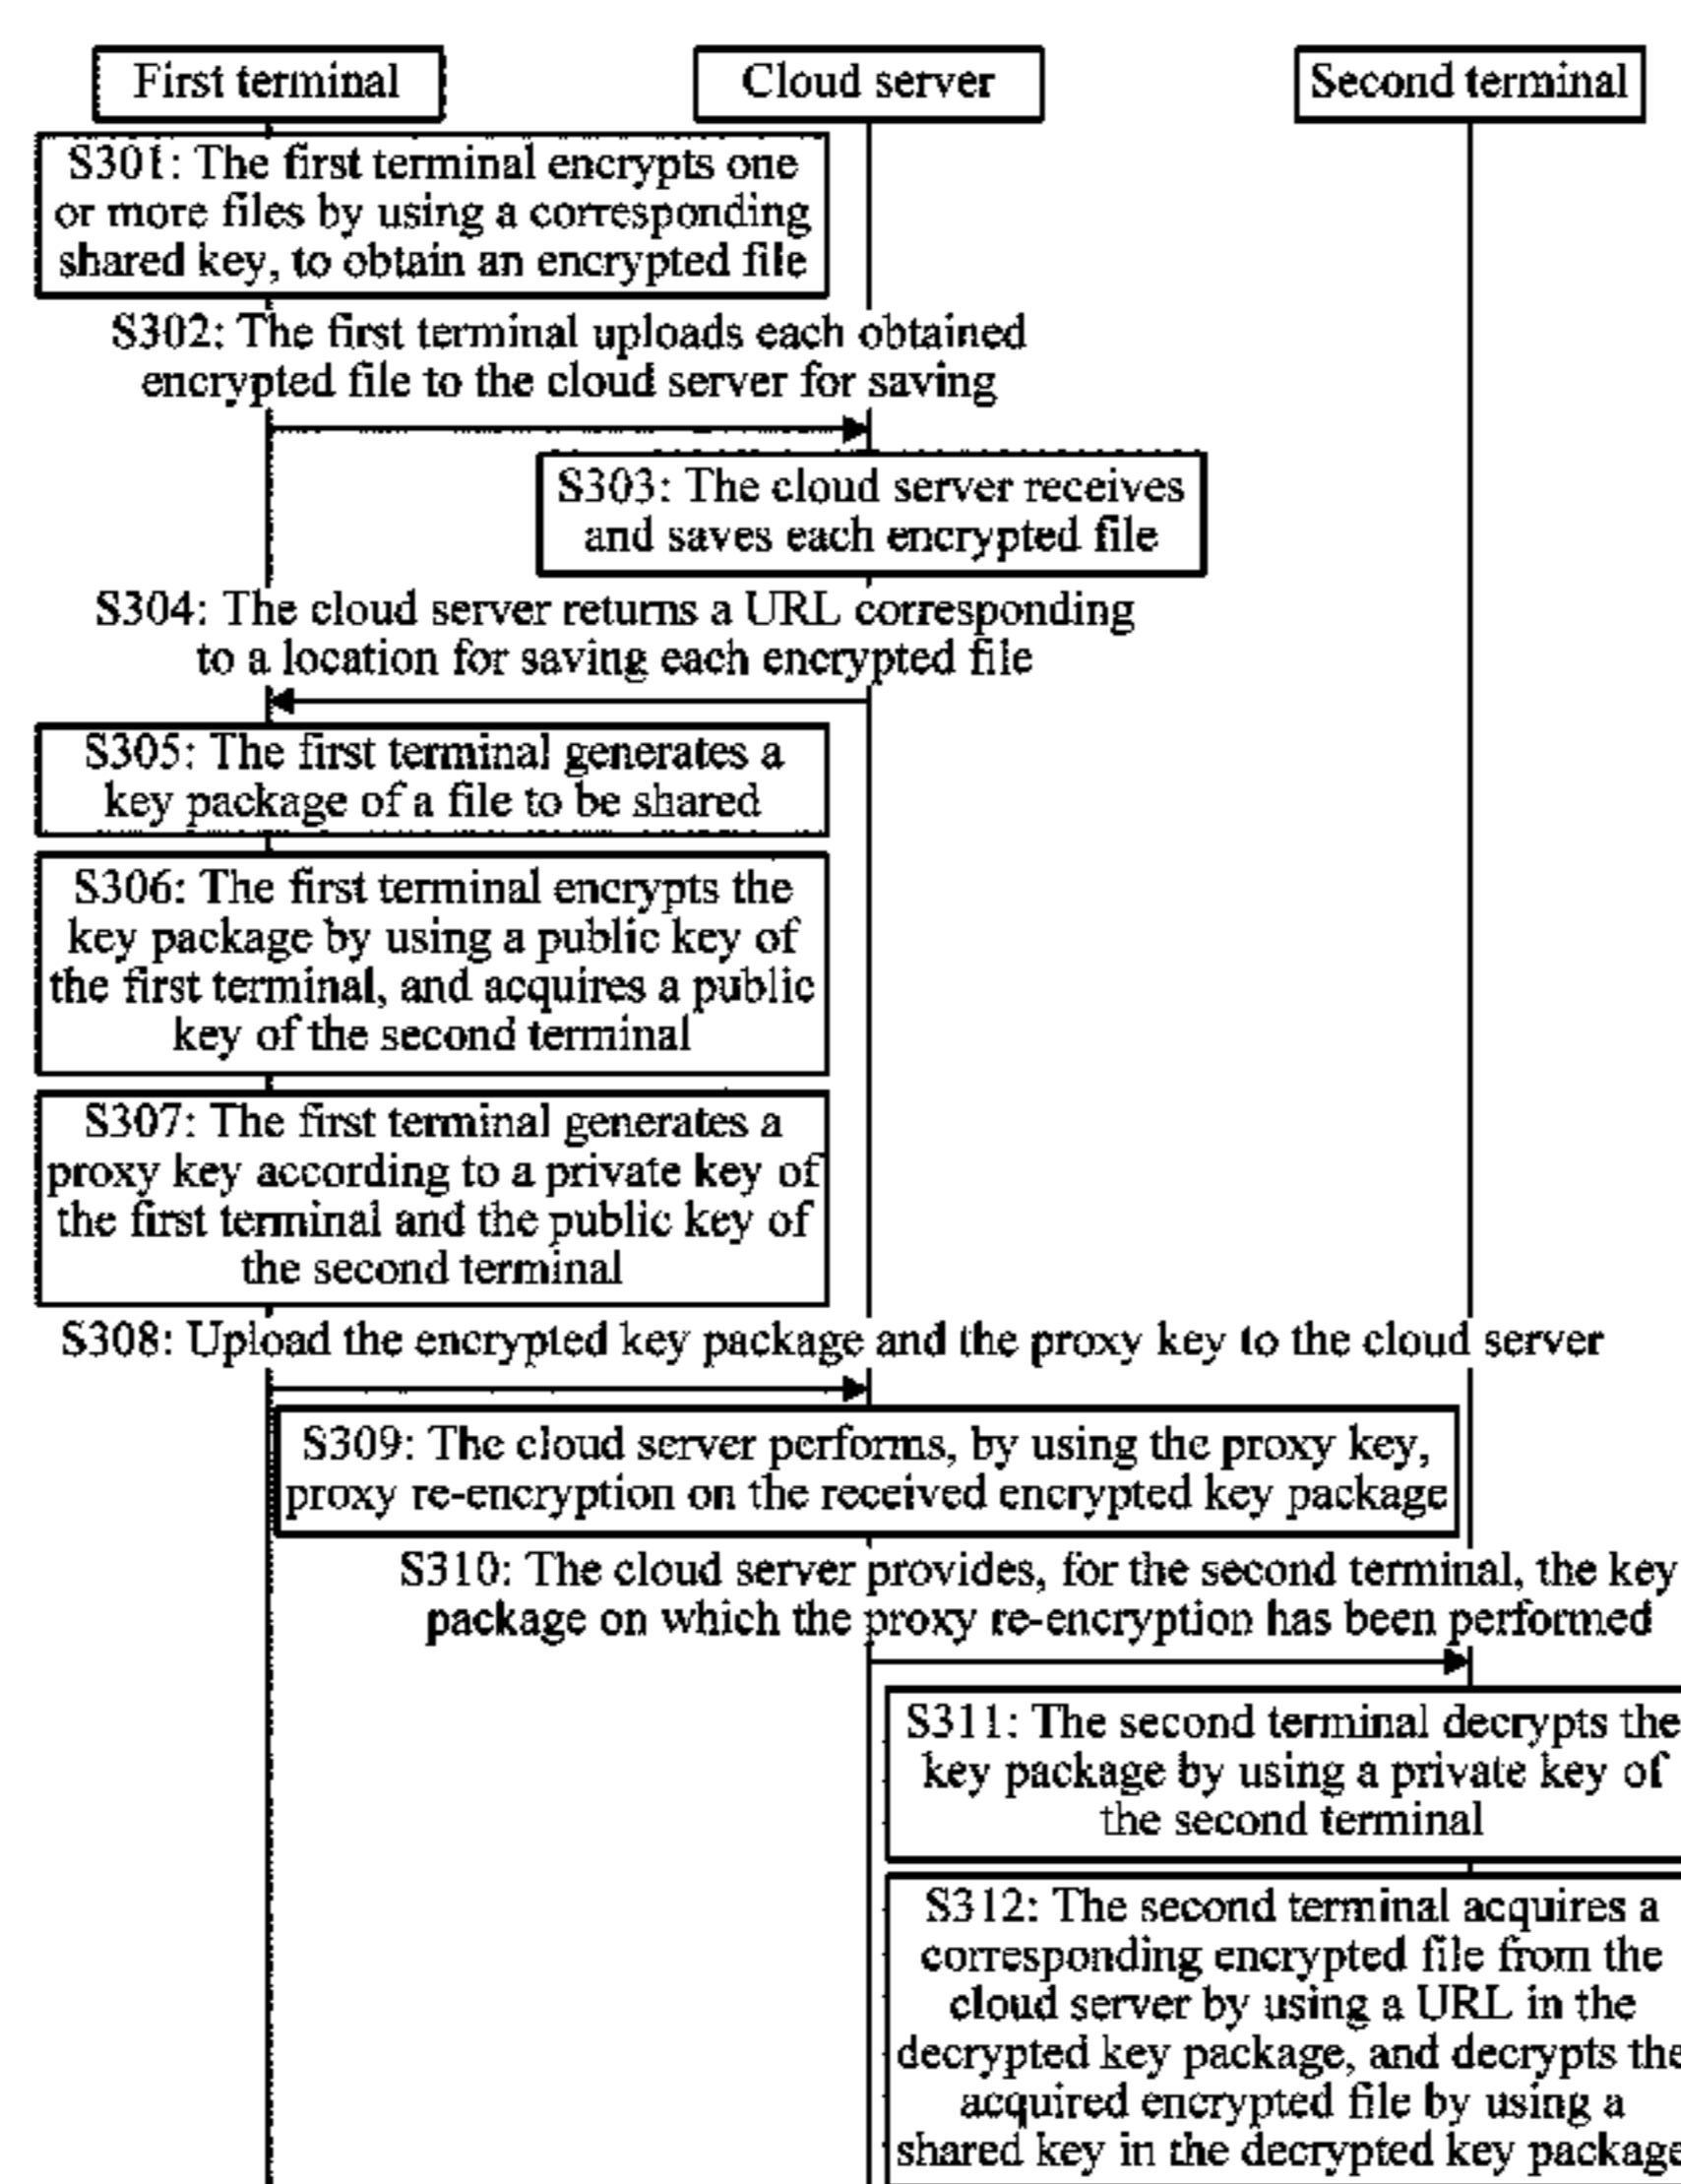 First terminal
Cloud server
Second terminal
S301: The first terminal encrypts one
or more files by using a corresponding
shared key, to obtain an encrypted file
S302: The first terminal uploads each obtained
encrypted file to the cloud server for saving
S303: The cloud server receives
and saves each encrypted file
S304: The cloud server returns a URL corresponding
to a location for saving each encrypted file
S305: The first terminal generates a
key package of a file to be shared
S306: The first terminal encrypts the
key package by using a public key of
the first terminal, and acquires a public
key of the second terminal
S307: The first terminal generates a
proxy key according to a private key of
the first terminal and the public key of
the second terminal
S308: Upload the encrypted key package and the proxy key to the cloud server
S309: The cloud server performs, by using the proxy key,
proxy re-encryption on the received encrypted key package
S310: The cloud server provides, for the second terminal, the key
package on which the proxy re-encryption has been performed
S311: The second terminal decrypts the
key package by using a private key of
the second terminal
S312: The second terminal acquires a
corresponding encrypted file from the
cloud server by using a URL in the
decrypted key package, and decrypts the
acquired encrypted file by using a
shared key in the decrypted key package